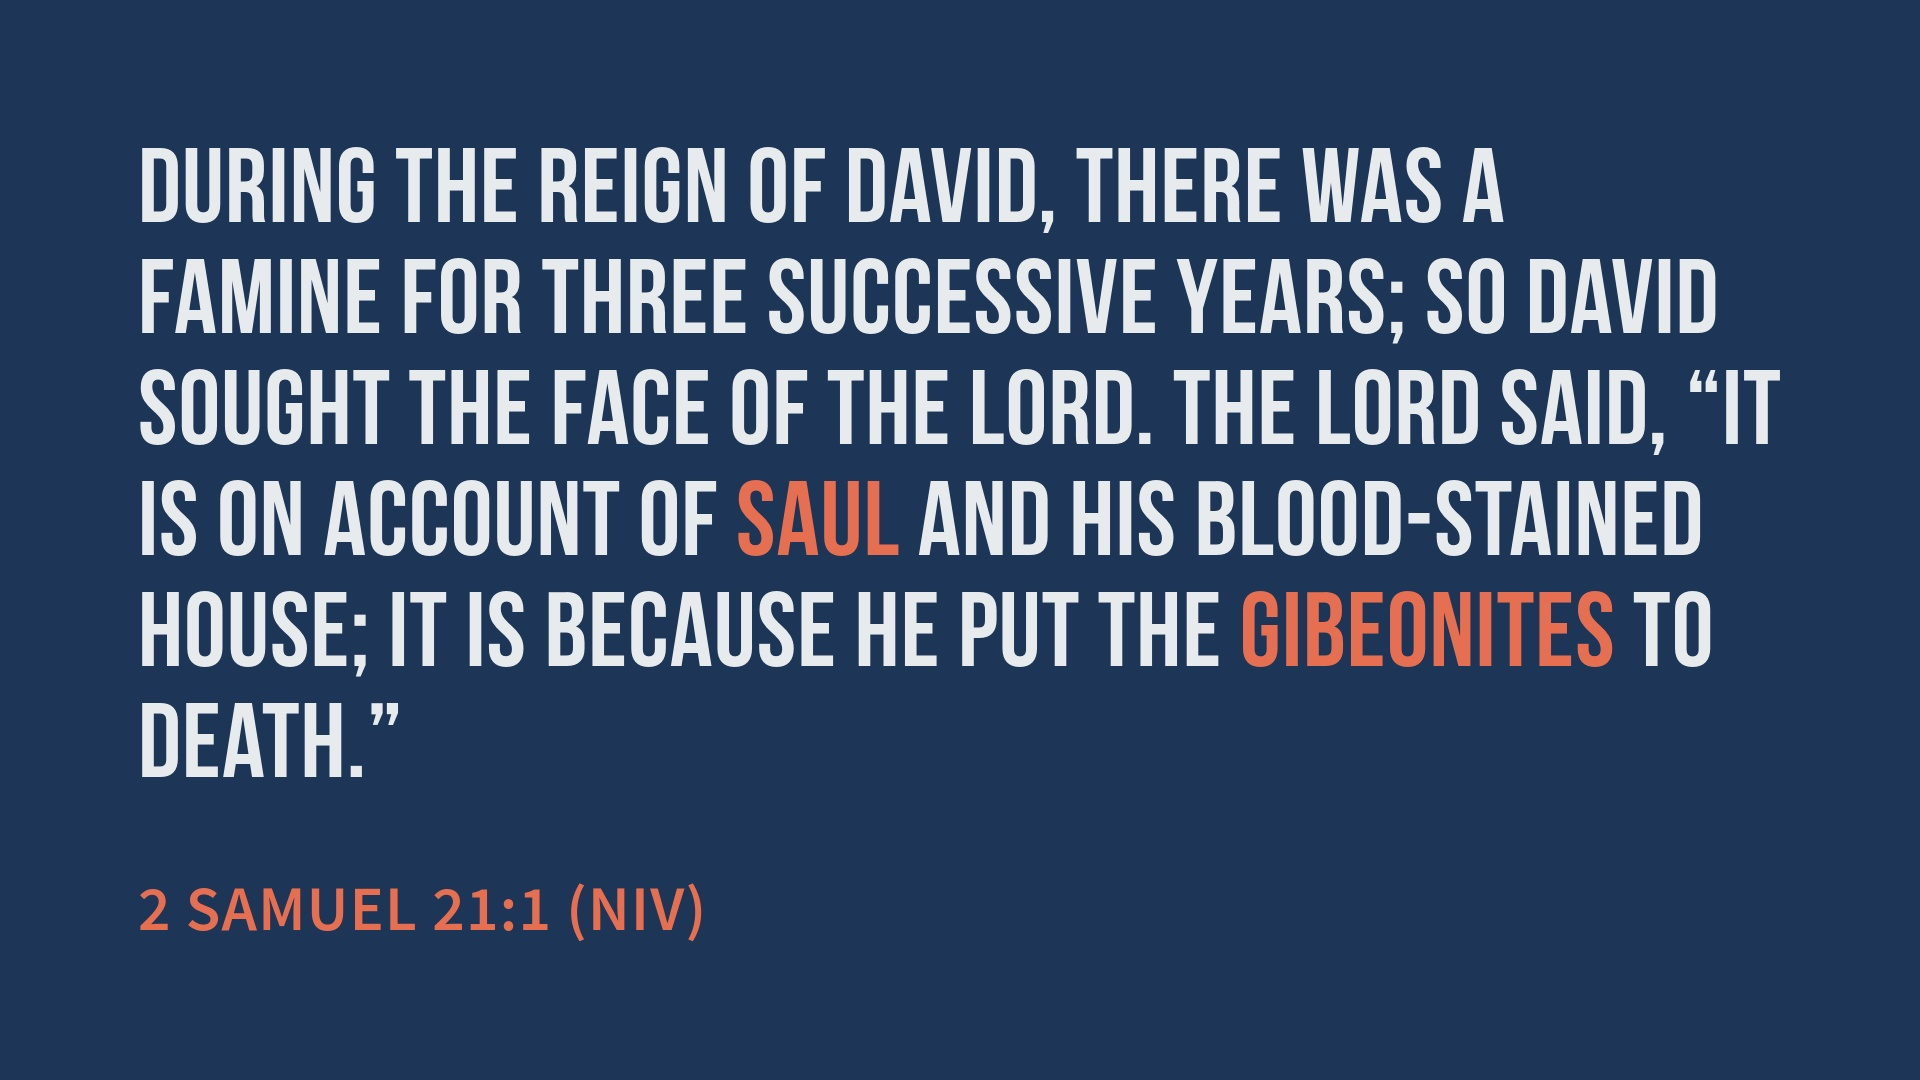 DURING THE REIGN OF DAVID, THERE WAS A
FAMINE FOR THREE SUCCESSIVE YEARS; SO DAVID
SOUGHT THE FACE OF THE LORD. THE LORD SAID, “IT
IS ON ACCOUNT OF SAUL AND HIS BLOOD-STAINED
HOUSE; IT IS BECAUSE HE PUT THE GIBEONITES TO
DEATH.”
2 SAMUEL 21:1 (NIV)